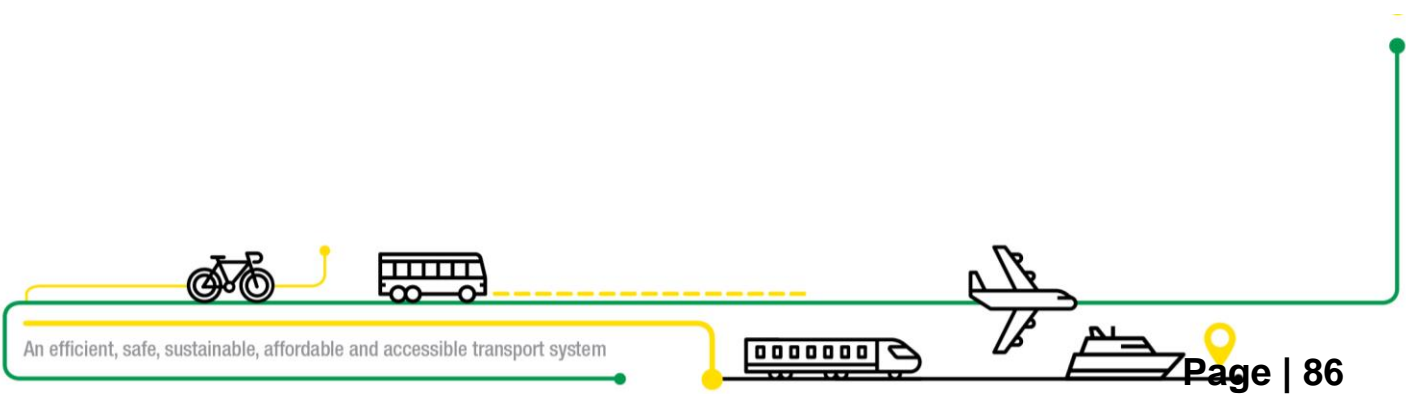 An efficient, safe, sustainable, affordable and accessible transport system
Page | 86